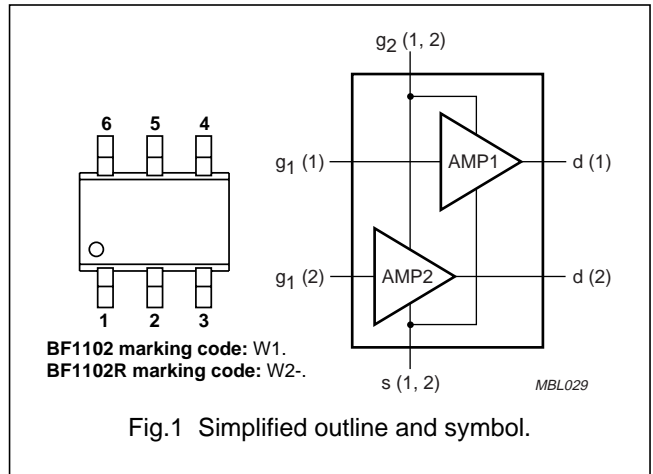 g2 (1, 2)
6 5 4
g1 (1) AMP1 d (1)
g1 (2) AMP2 d (2)
1 2 3
BF1102 marking code: W1.
BF1102R marking code: W2-.
s (1, 2)
MBL029
Fig.1 Simplified outline and symbol.